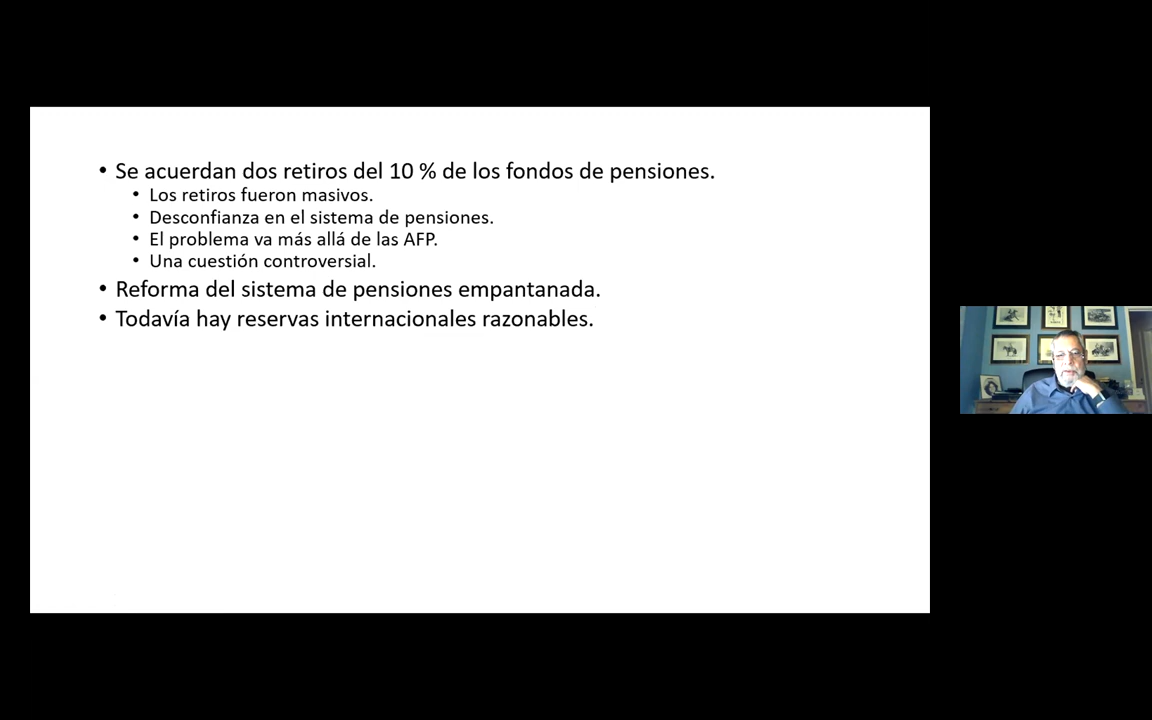 • Se acuerdan dos retiros del 10 % de los fondos de pensiones.
• Los retiros fueron masivos.
• Desconfianza en el sistema de pensiones.
• El problema va más allá de las AFP.
• Una cuestión controversial.
• Reforma del sistema de pensiones empantanada.
• Todavía hay reservas internacionales razonables.